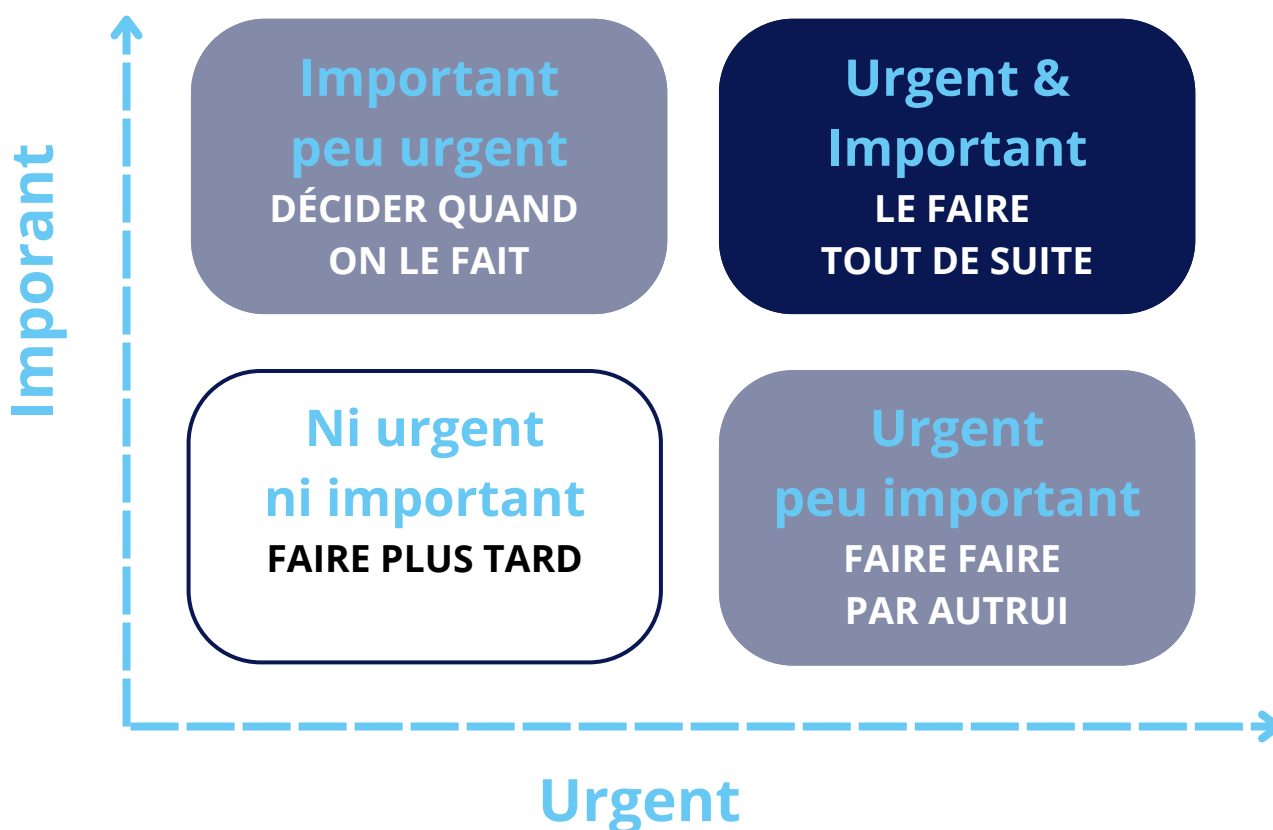 Imporant
Important
peu urgent
DÉCIDER QUAND
ON LE FAIT
Urgent &
Important
LE FAIRE
TOUT DE SUITE
Ni urgent
ni important
FAIRE PLUS TARD
Urgent
peu important
FAIRE FAIRE
PAR AUTRUI
Urgent